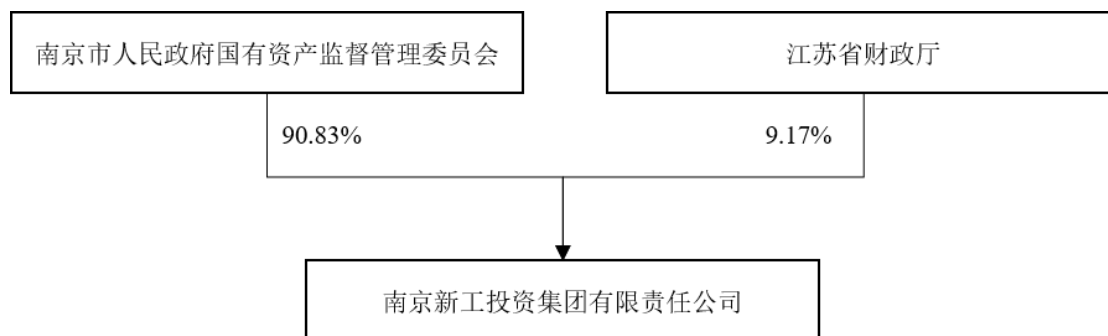 南京市人民政府国有资产监督管理委员会
江苏省财政厅
90.83%
9.17%
南京新工投资集团有限责任公司